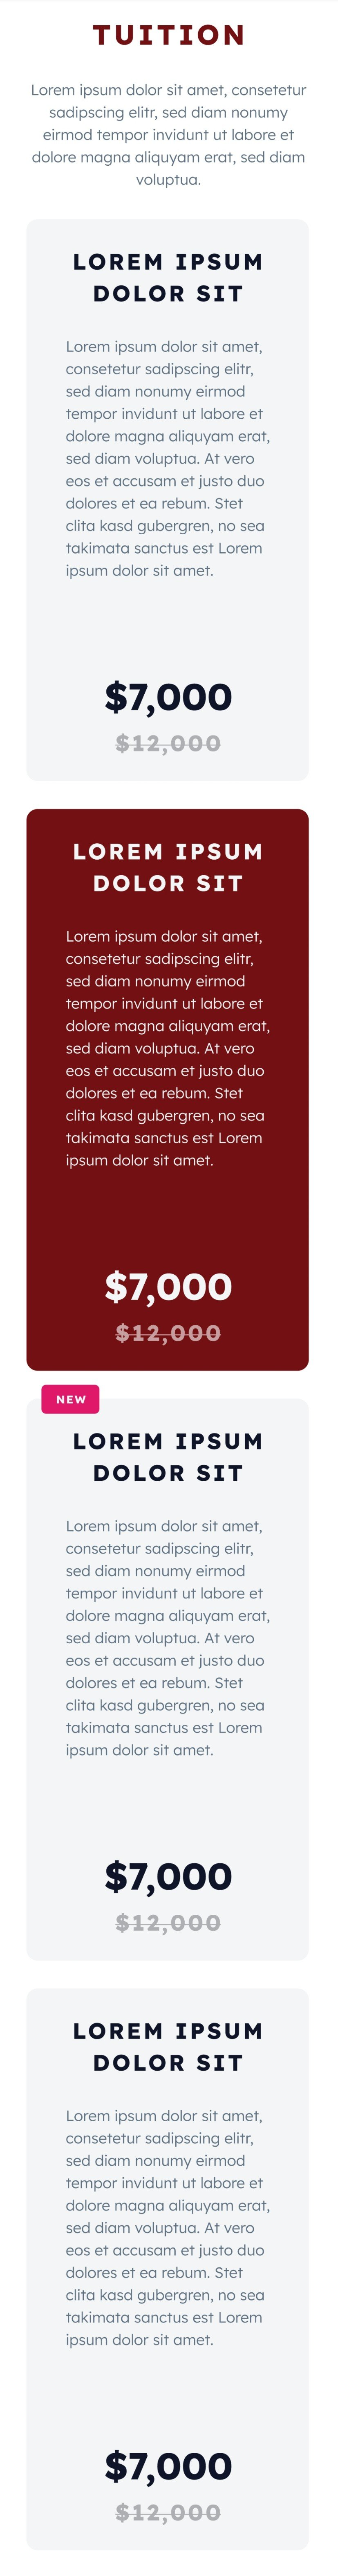 TUITION
Lorem ipsum dolor sit amet, consetetur
sadipscing elitr, sed diam nonumy
eirmod tempor invidunt ut labore et
dolore magna aliquyam erat, sed diam
voluptua.
LOREM IPSUM
DOLOR SIT
Lorem ipsum dolor sit amet,
consetetur sadipscing elitr,
sed diam nonumy eirmod
tempor invidunt ut labore et
dolore magna aliquyam erat,
sed diam voluptua. At vero
eos et accusam et justo duo
dolores et ea rebum. Stet
clita kasd gubergren, no sea
takimata sanctus est Lorem
ipsum dolor sit amet.
$7,000
$12,000
LOREM IPSUM
DOLOR SIT
Lorem ipsum dolor sit amet,
consetetur sadipscing elitr,
sed diam nonumy eirmod
tempor invidunt ut labore et
dolore magna aliquyam erat,
sed diam voluptua. At vero
eos et accusam et justo duo
dolores et ea rebum. Stet
clita kasd gubergren, no sea
takimata sanctus est Lorem
ipsum dolor sit amet.
$7,000
$12,000
NEW
LOREM IPSUM
DOLOR SIT
Lorem ipsum dolor sit amet,
consetetur sadipscing elitr,
sed diam nonumy eirmod
tempor invidunt ut labore et
dolore magna aliquyam erat,
sed diam voluptua. At vero
eos et accusam et justo duo
dolores et ea rebum. Stet
clita kasd gubergren, no sea
takimata sanctus est Lorem
ipsum dolor sit amet.
$7,000
$12,000
LOREM IPSUM
DOLOR SIT
Lorem ipsum dolor sit amet,
consetetur sadipscing elitr,
sed diam nonumy eirmod
tempor invidunt ut labore et
dolore magna aliquyam erat,
sed diam voluptua. At vero
eos et accusam et justo duo
dolores et ea rebum. Stet
clita kasd gubergren, no sea
takimata sanctus est Lorem
ipsum dolor sit amet.
$7,000
$12,000